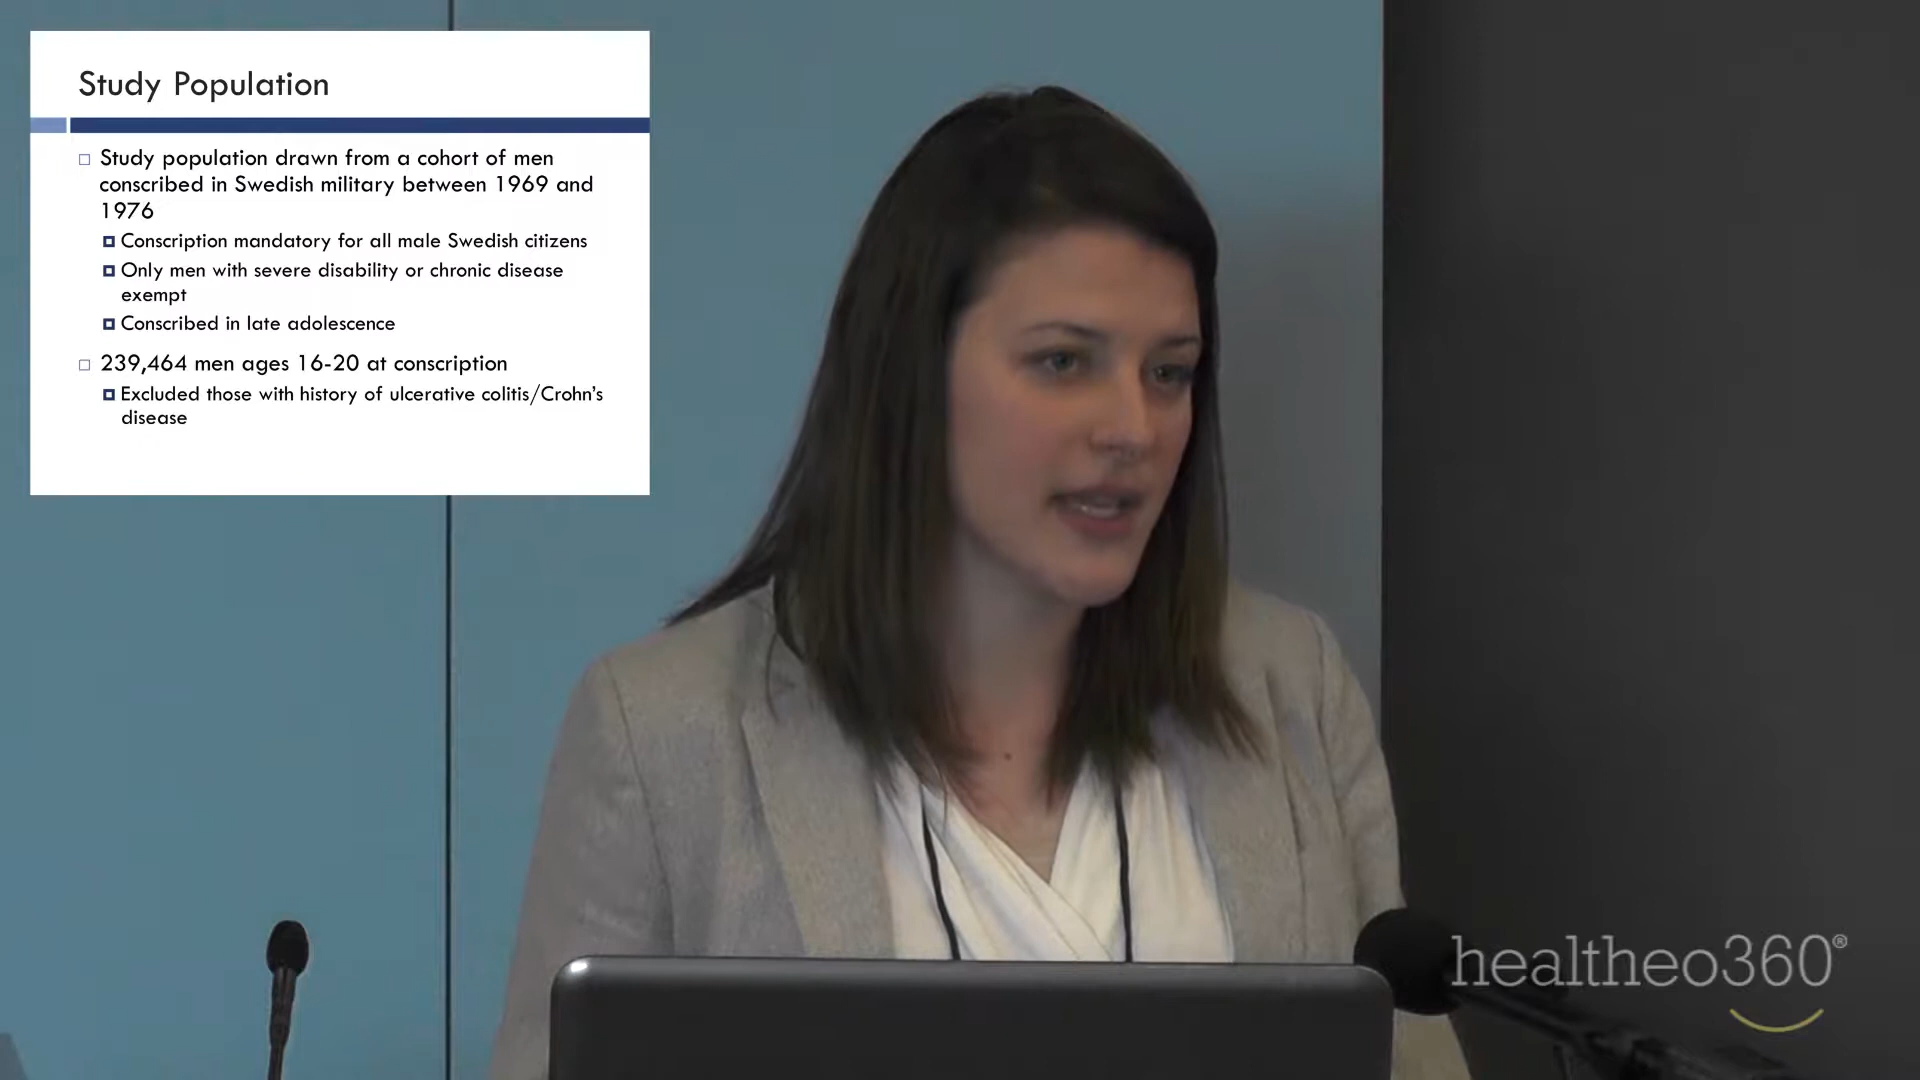 Study Population
Study population drawn from a cohort of men
conscribed in Swedish military between 1969 and
1976
Conscription mandatory for all male Swedish citizens
Only men with severe disability or chronic disease
exempt
Conscribed in late adolescence
239,464 men ages 16-20 at conscription
Excluded those with history of ulcerative colitis/Crohn's
disease
healtheo360®